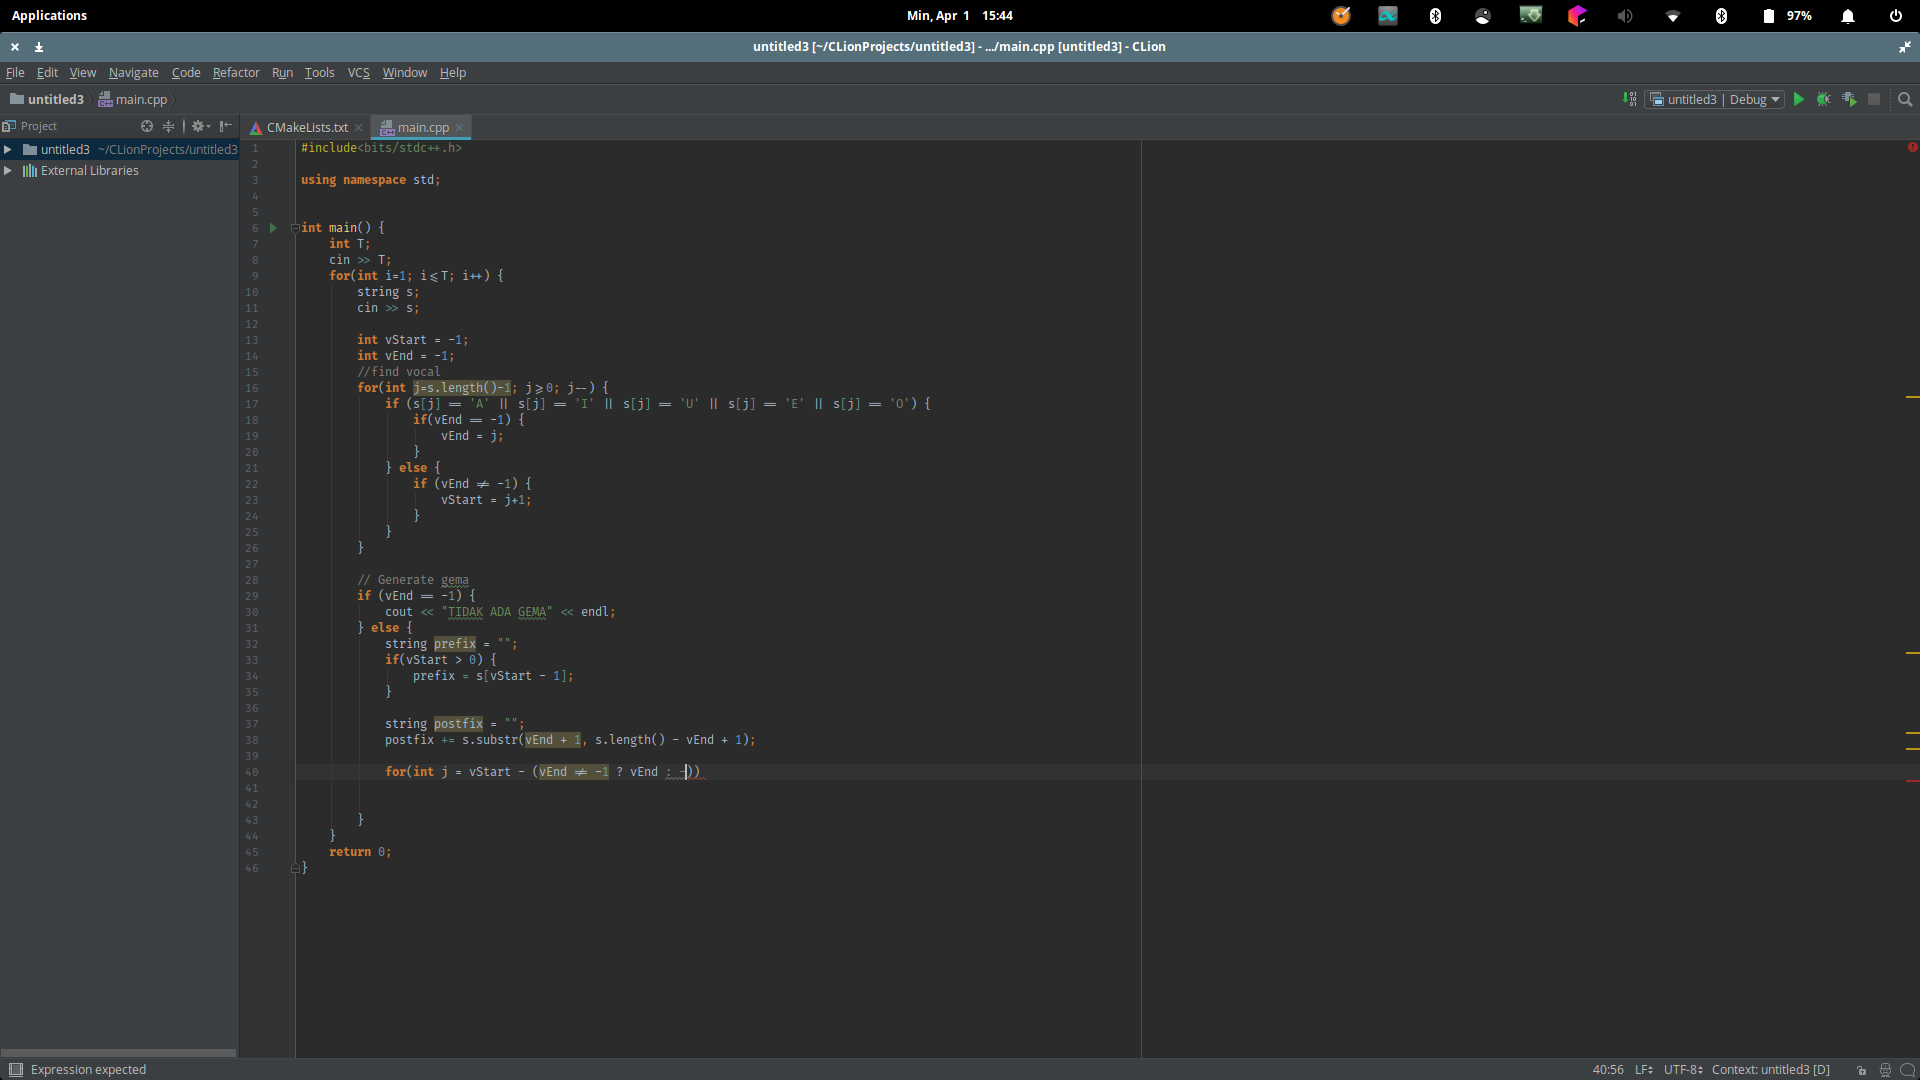 Applications
Min, Apr 1 15:44
97%
untitled3 [~/CLionProjects/untitled3] - .../main.cpp [untitled3] - CLion
File Edit View Navigate Code Refactor Run Tools VCS Window Help
untitled3 main.cpp
untitled3 | Debug
Project
CMakeLists.txt main.cpp
untitled3 ~/CLionProjects/untitled3
External Libraries
1 #include<bits/stdc++.h>
2
3 using namespace std;
4
5
6 int main() {
7 int T;
8 cin >> T;
9 for(int i=1; i<=T; i++) {
10 string s;
11 cin >> s;
12
13 int vStart = -1;
14 int vEnd = -1;
15 //find vocal
16 for(int j=s.length()-1; j>=0; j--) {
17 if (s[j] == 'A' || s[j] == 'I' || s[j] == 'U' || s[j] == 'E' || s[j] == 'O') {
18 if(vEnd == -1) {
19 vEnd = j;
20 }
21 } else {
22 if (vEnd != -1) {
23 vStart = j+1;
24 }
25 }
26 }
27
28 // Generate gema
29 if (vEnd == -1) {
30 cout << "TIDAK ADA GEMA" << endl;
31 } else {
32 string prefix = "";
33 if(vStart > 0) {
34 prefix = s[vStart - 1];
35 }
36
37 string postfix = "";
38 postfix += s.substr(vEnd + 1, s.length() - vEnd + 1);
39
40 for(int j = vStart - (vEnd != -1 ? vEnd : -))
41
42
43 }
44 }
45 return 0;
46 }
Expression expected
40:56 LF UTF-8 Context: untitled3 [D]